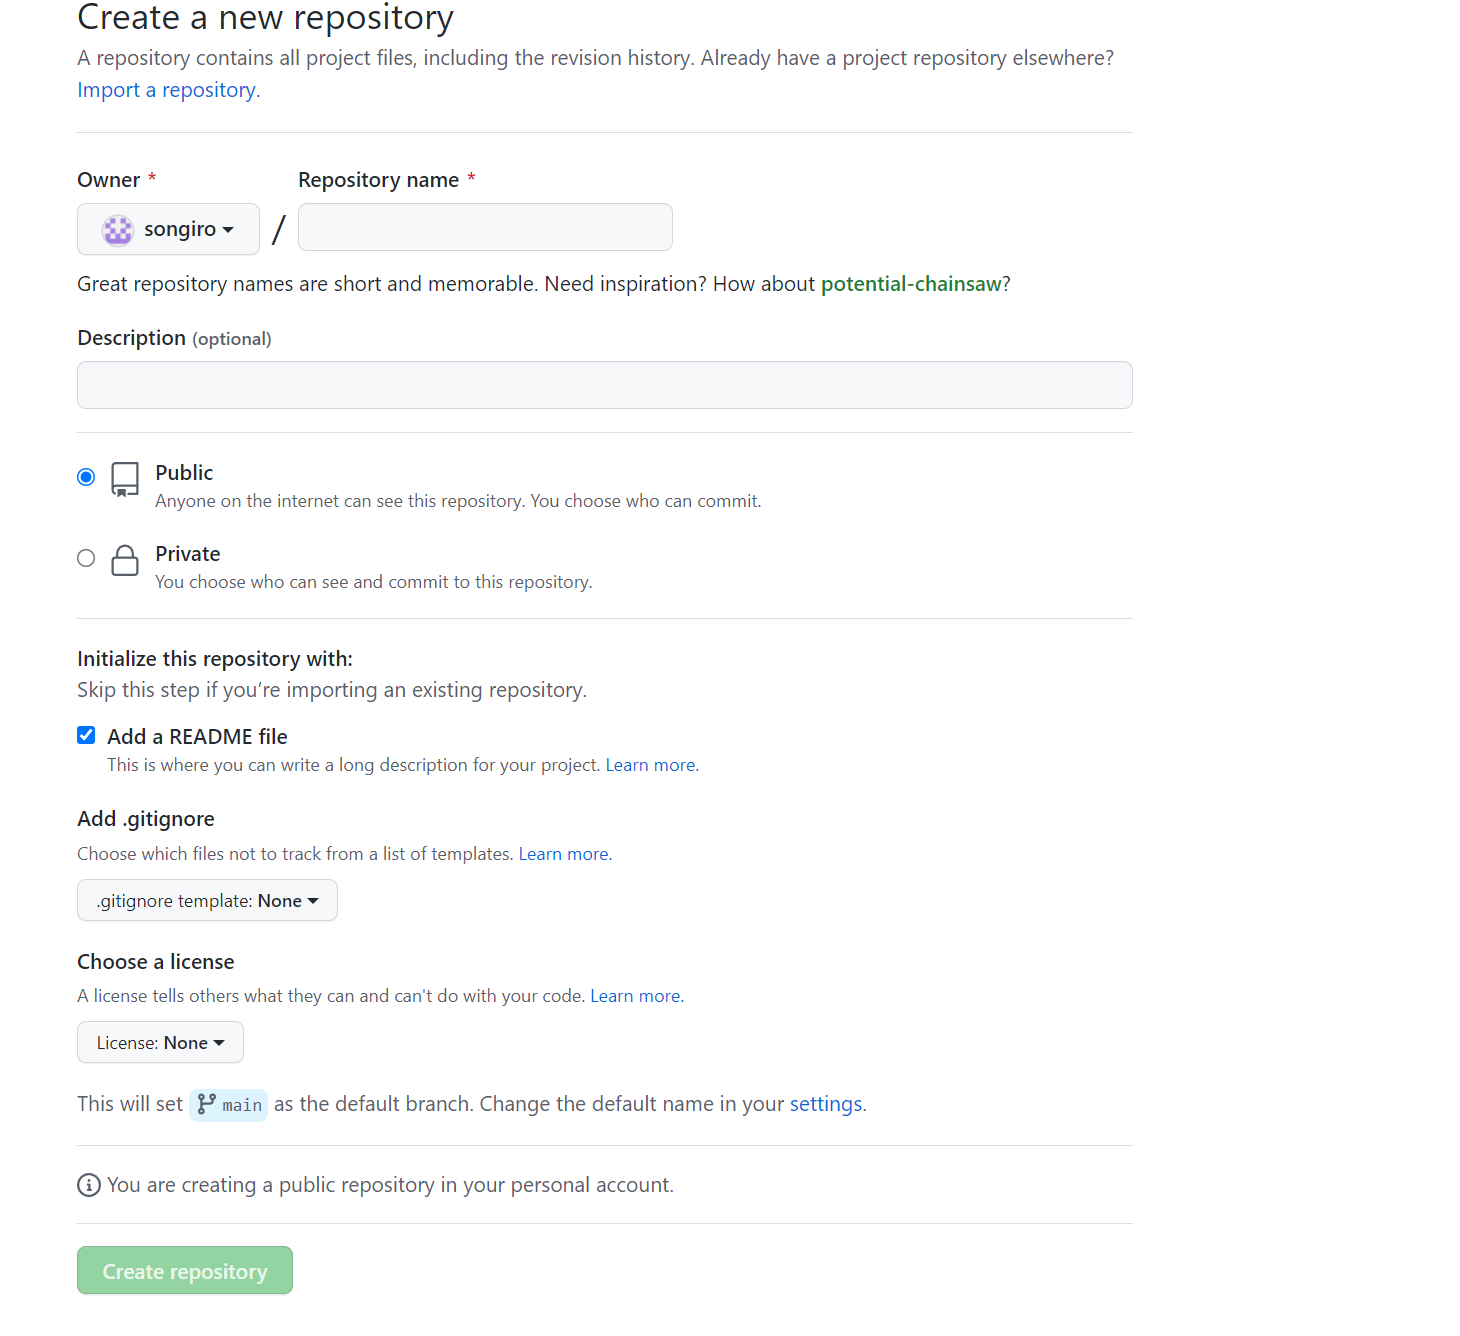 Create a new repository
A repository contains all project files, including the revision history. Already have a project repository elsewhere?
Import a repository.
Owner * Repository name *
songiro /
Great repository names are short and memorable. Need inspiration? How about potential-chainsaw?
Description (optional)
Public
Anyone on the internet can see this repository. You choose who can commit.
Private
You choose who can see and commit to this repository.
Initialize this repository with:
Skip this step if you’re importing an existing repository.
Add a README file
This is where you can write a long description for your project. Learn more.
Add .gitignore
Choose which files not to track from a list of templates. Learn more.
.gitignore template: None
Choose a license
A license tells others what they can and can't do with your code. Learn more.
License: None
This will set main as the default branch. Change the default name in your settings.
You are creating a public repository in your personal account.
Create repository